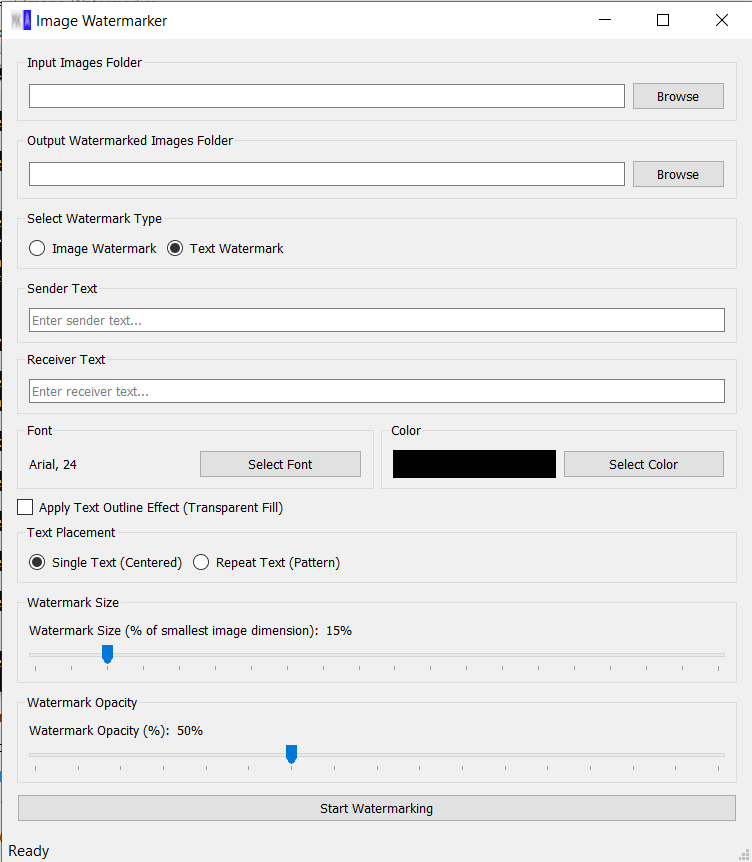 Image Watermarker
Input Images Folder
Browse
Output Watermarked Images Folder
Browse
Select Watermark Type
Image Watermark Text Watermark
Sender Text
Enter sender text...
Receiver Text
Enter receiver text...
Font Color
Arial, 24 Select Font Select Color
Apply Text Outline Effect (Transparent Fill)
Text Placement
Single Text (Centered) Repeat Text (Pattern)
Watermark Size
Watermark Size (% of smallest image dimension): 15%
Watermark Opacity
Watermark Opacity (%): 50%
Start Watermarking
Ready